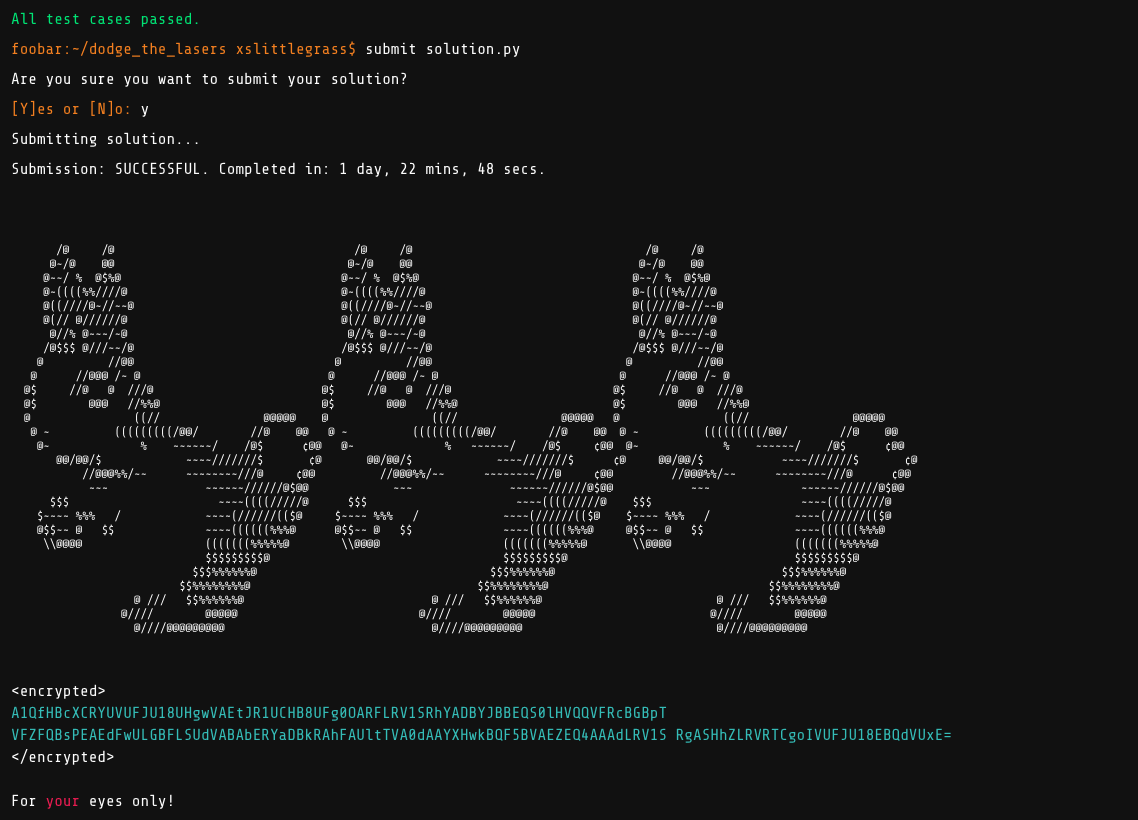 All test cases passed.
foobar:~/dodge_the_lasers xslittlegrass$ submit solution.py
Are you sure you want to submit your solution?
[Y]es or [N]o: y
Submitting solution...
Submission: SUCCESSFUL. Completed in: 1 day, 22 mins, 48 secs.
<encrypted>
A1QfHBcXCRYUVUFJU18UHgwVAEtJR1UCHB8UFg0OARFLRV1SRhYADBYJBBEQS0lHVQQVFRcBGBpT
VFZFQBsPEAEdFwULGBFLSUdVABAbERYaDBkRAhFAUltTVA0dAAYXHwkBQF5BVAEZEQ4AAAdLRV1S RgASHhZLRVRTCgoIVUFJU18EBQdVUxE=
</encrypted>
For your eyes only!